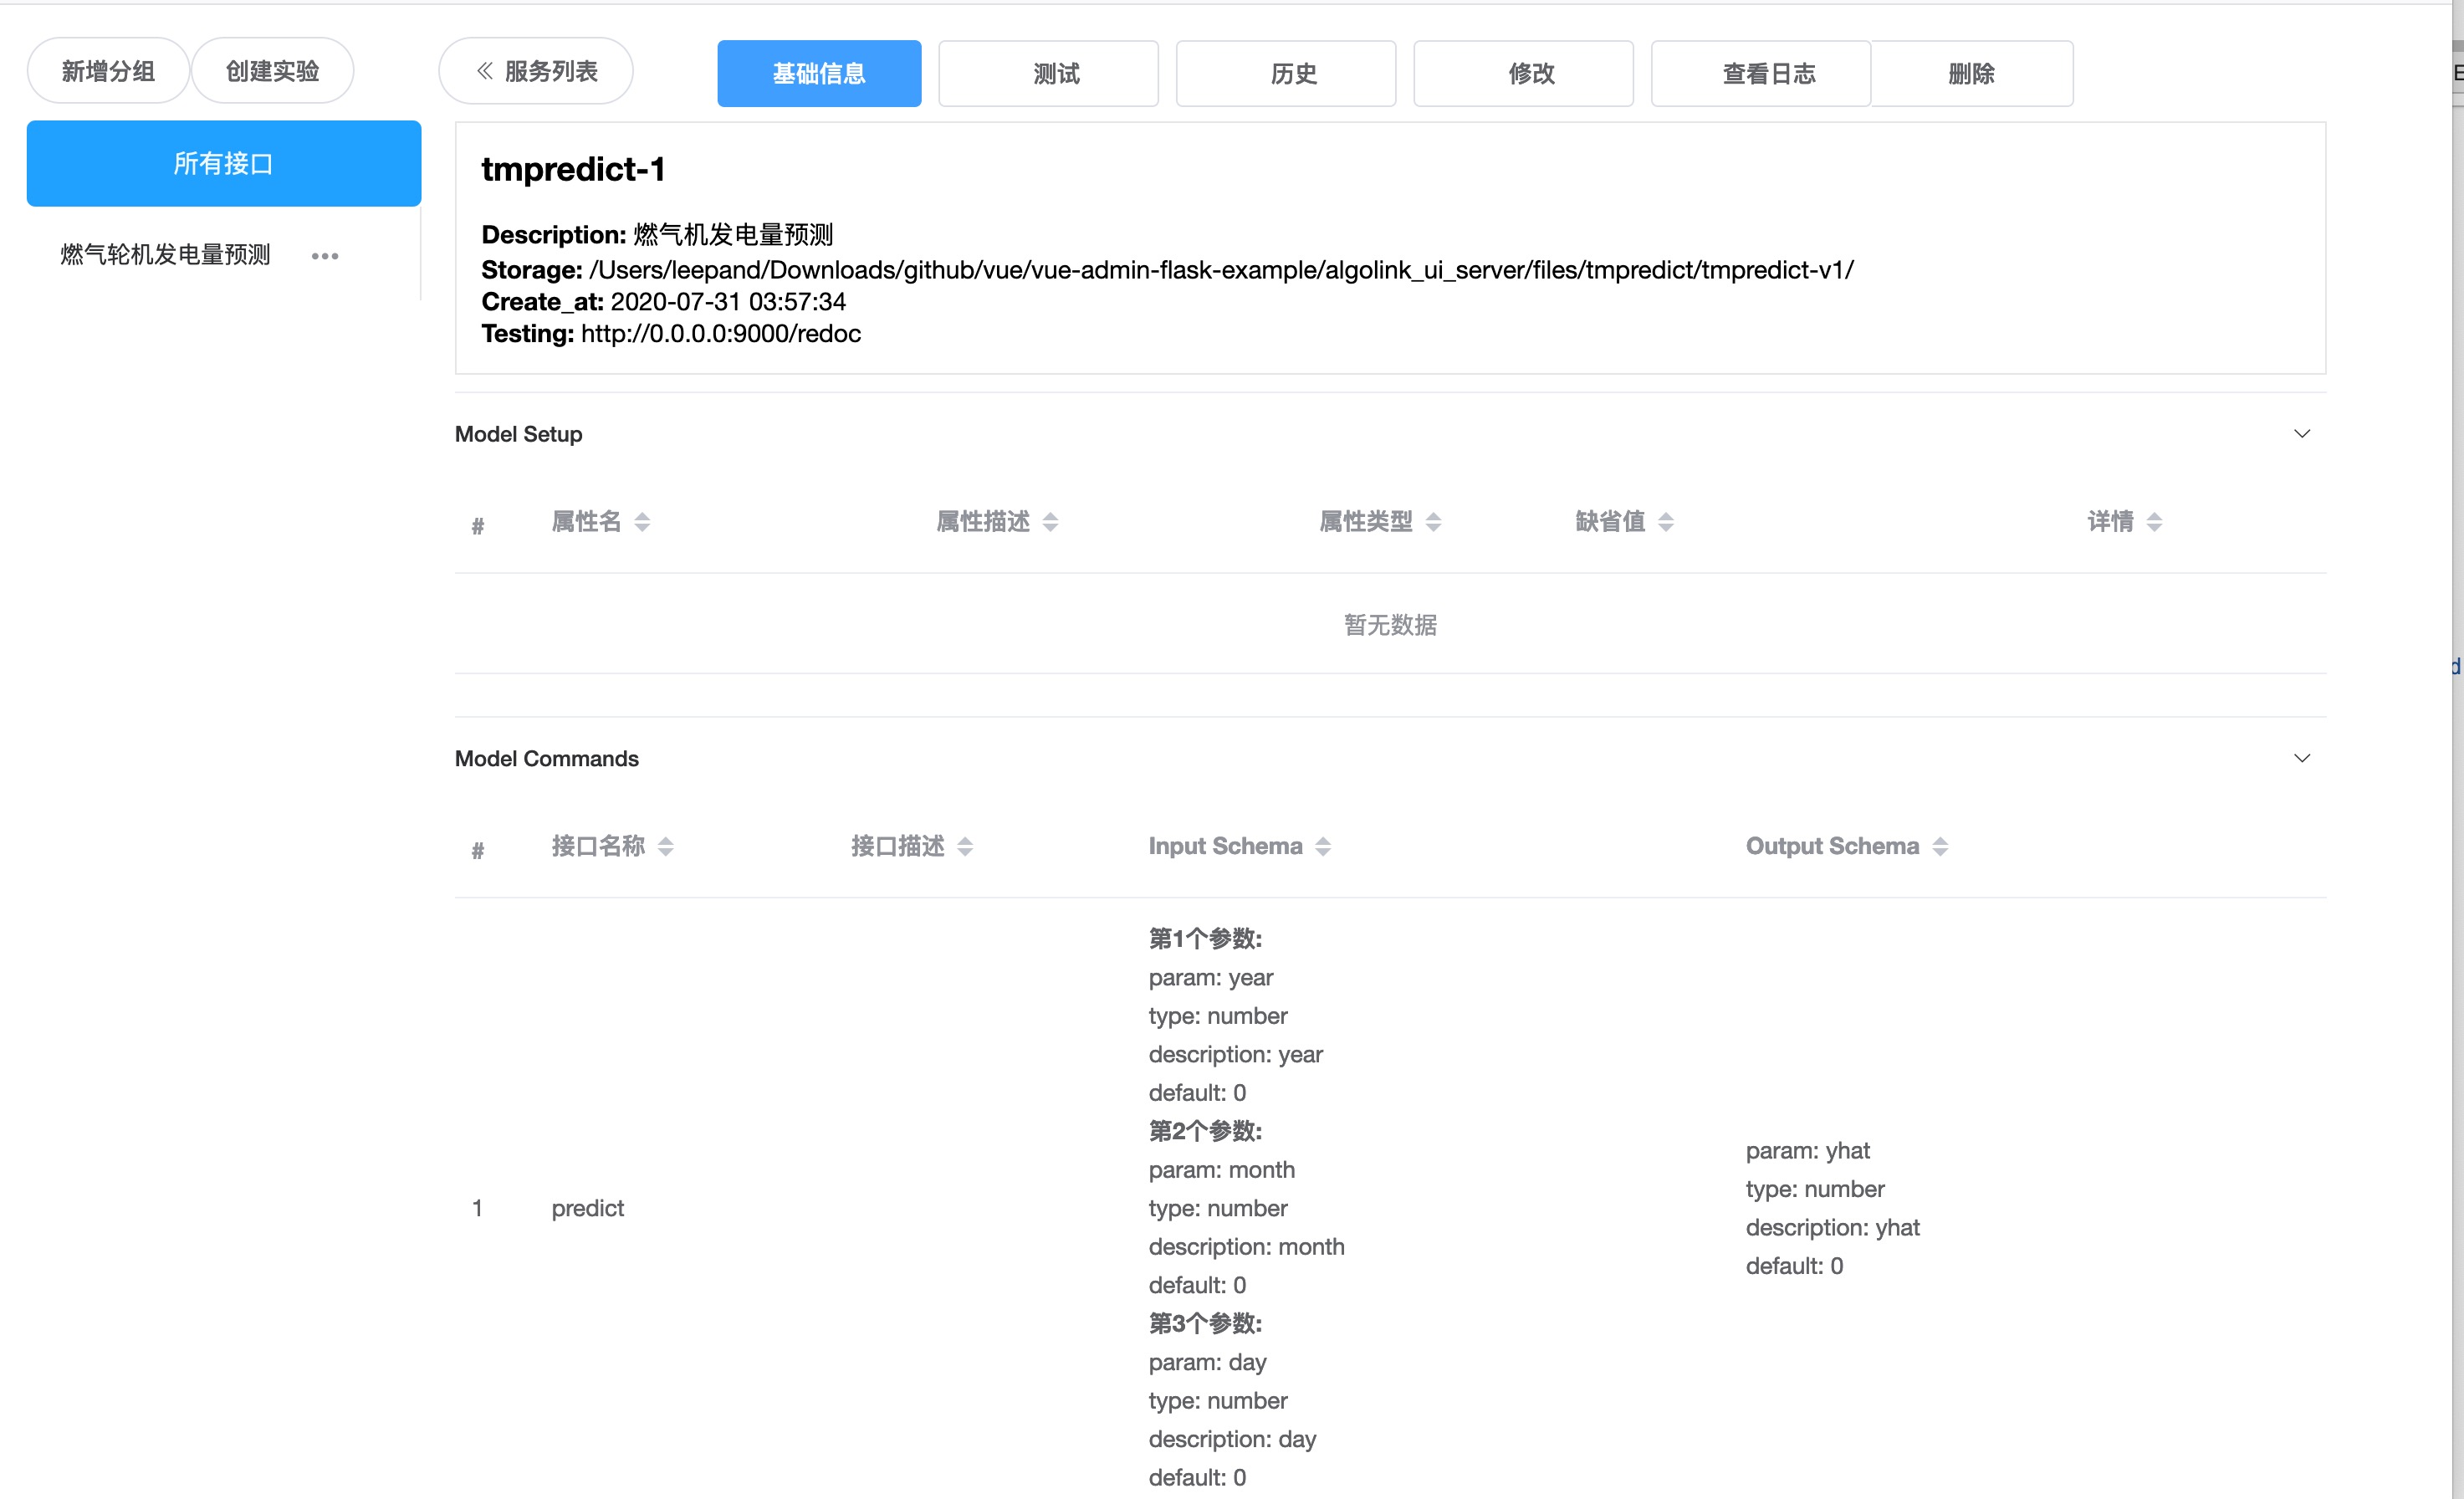 新增分组 创建实验 服务列表 基础信息 测试 历史 修改 查看日志 删除
所有接口
燃气轮机发电量预测
tmpredict-1
Description: 燃气机发电量预测
Storage: /Users/leepand/Downloads/github/vue/vue-admin-flask-example/algolink_ui_server/files/tmpredict/tmpredict-v1/
Create_at: 2020-07-31 03:57:34
Testing: http://0.0.0.0:9000/redoc
Model Setup
# 属性名 属性描述 属性类型 缺省值 详情
暂无数据
Model Commands
# 接口名称 接口描述 Input Schema Output Schema
1 predict
第1个参数:
param: year
type: number
description: year
default: 0
第2个参数:
param: month
type: number
description: month
default: 0
第3个参数:
param: day
type: number
description: day
default: 0
param: yhat
type: number
description: yhat
default: 0